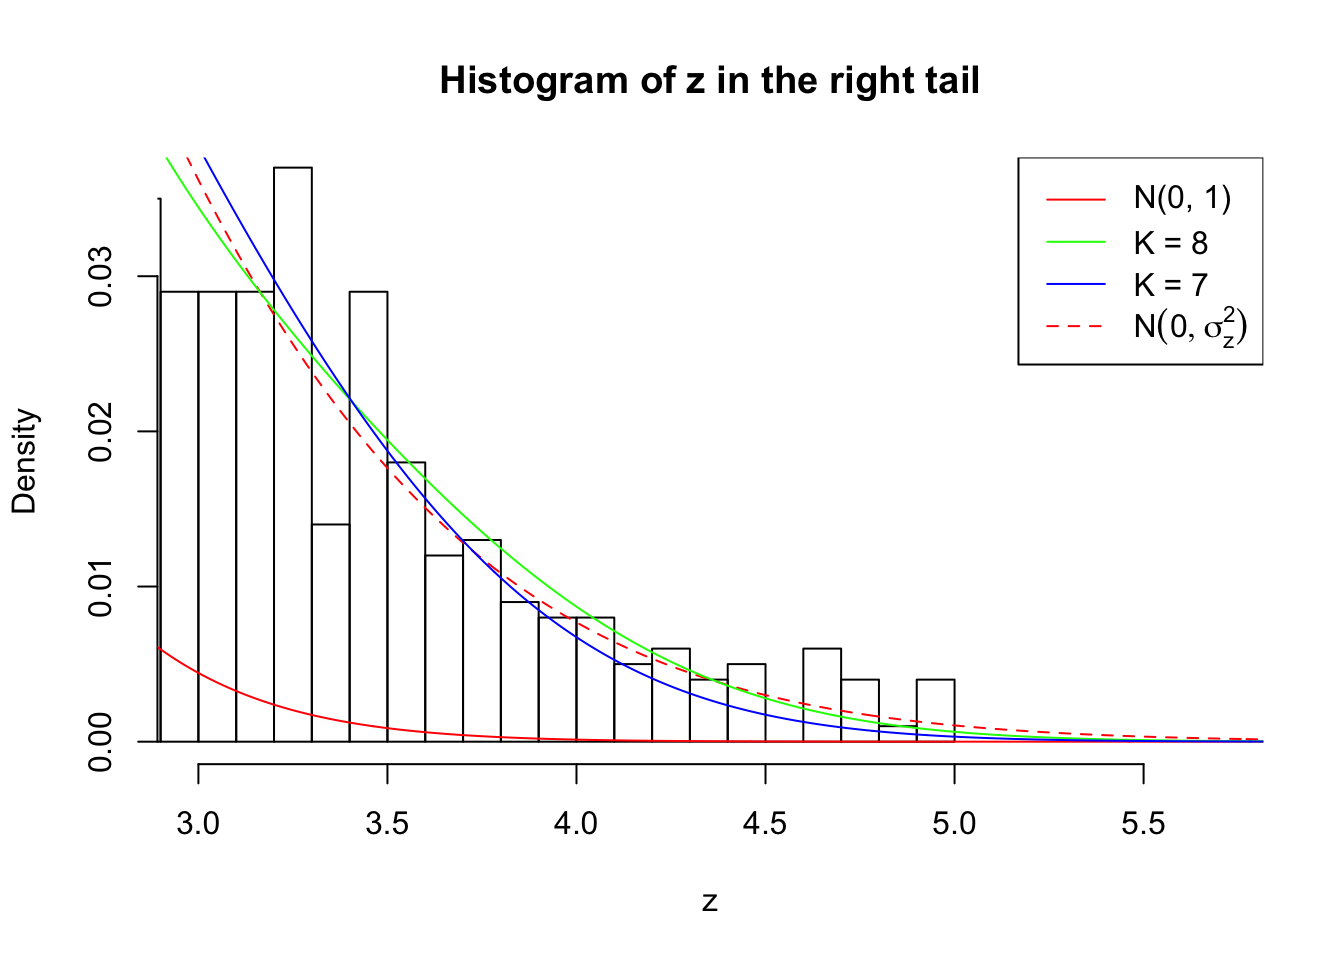 Histogram of z in the right tail
N(0, 1)
K = 8
K = 7
N(0, σ_z^2)
Density
0.03
0.02
0.01
0.00
3.0 3.5 4.0 4.5 5.0 5.5
z